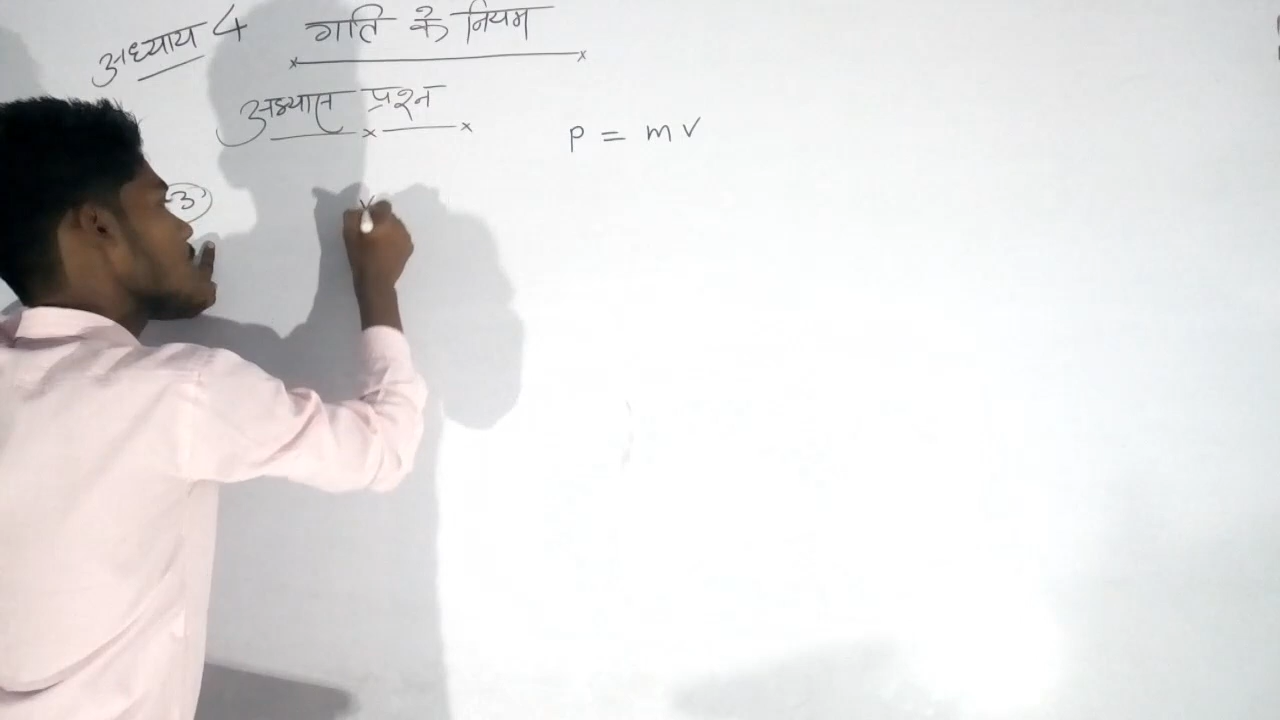 अध्याय 4 गति के नियम
अभ्यास प्रश्न
P = m v